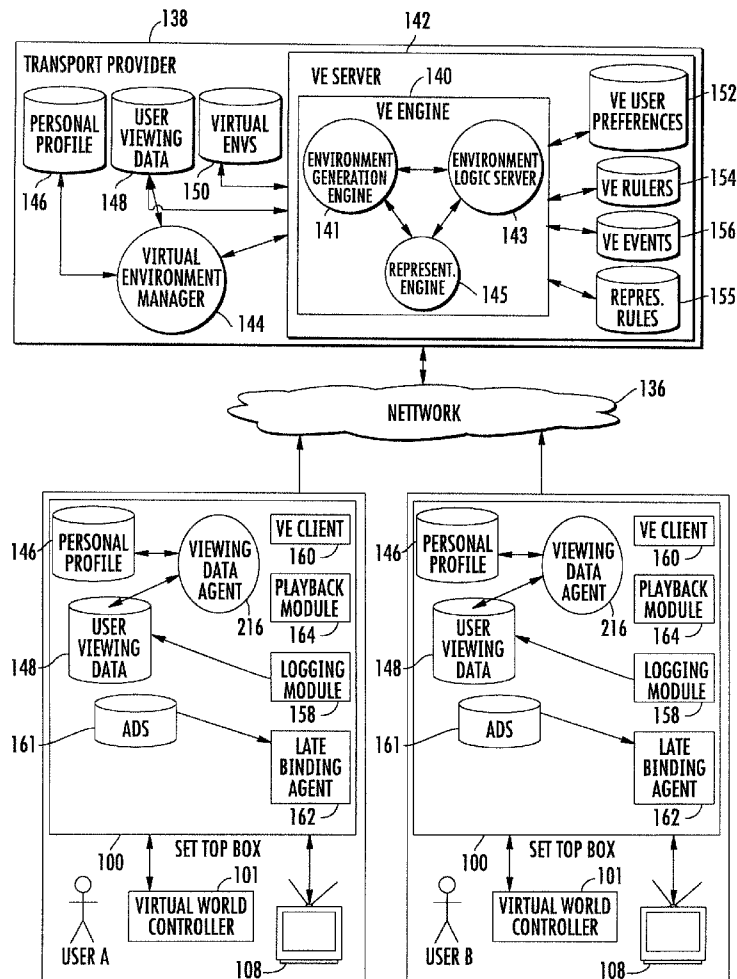 138
142
TRANSPORT PROVIDER
VE SERVER
140
VE ENGINE
PERSONAL
PROFILE
146
USER
VIEWING
DATA
148
VIRTUAL
ENVS
150
VE USER
PREFERENCES
152
ENVIRONMENT
GENERATION
ENGINE
141
ENVIRONMENT
LOGIC SERVER
143
VE RULERS
154
VE EVENTS
156
VIRTUAL
ENVIRONMENT
MANAGER
144
REPRESENT.
ENGINE
145
REPRES.
RULES
155
136
NETTWORK
146
PERSONAL
PROFILE
VIEWING
DATA
AGENT
216
VE CLIENT
160
PLAYBACK
MODULE
164
148
USER
VIEWING
DATA
LOGGING
MODULE
158
161
ADS
LATE
BINDING
AGENT
162
100
SET TOP BOX
101
USER A
VIRTUAL WORLD
CONTROLLER
108
146
PERSONAL
PROFILE
VIEWING
DATA
AGENT
216
VE CLIENT
160
PLAYBACK
MODULE
164
148
USER
VIEWING
DATA
LOGGING
MODULE
158
161
ADS
LATE
BINDING
AGENT
162
100
SET TOP BOX
101
USER B
VIRTUAL WORLD
CONTROLLER
108